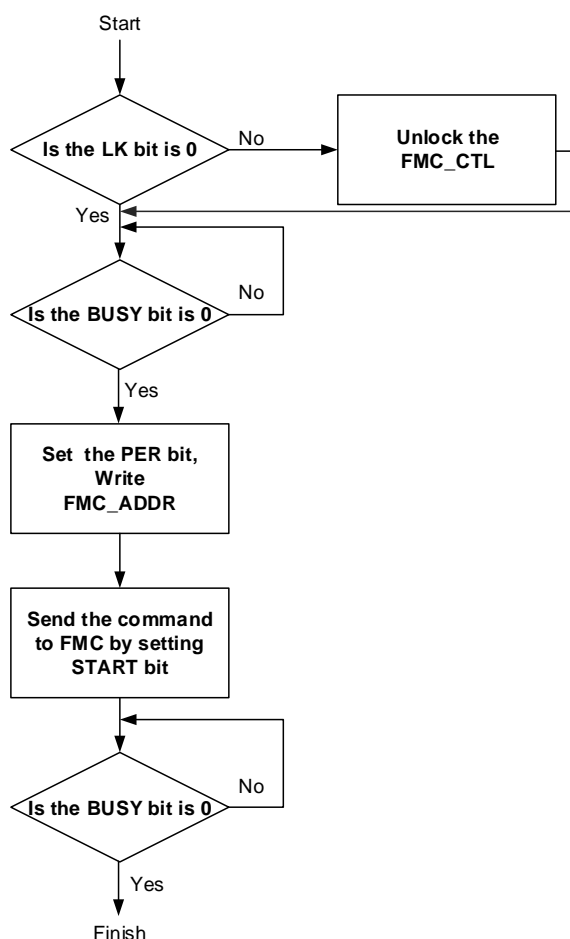 Start
Is the LK bit is 0
No
Unlock the
FMC_CTL
Yes
Is the BUSY bit is 0
No
Yes
Set  the PER bit,
Write
FMC_ADDR
Send the command
to FMC by setting
START bit
Is the BUSY bit is 0
No
Yes
Finish